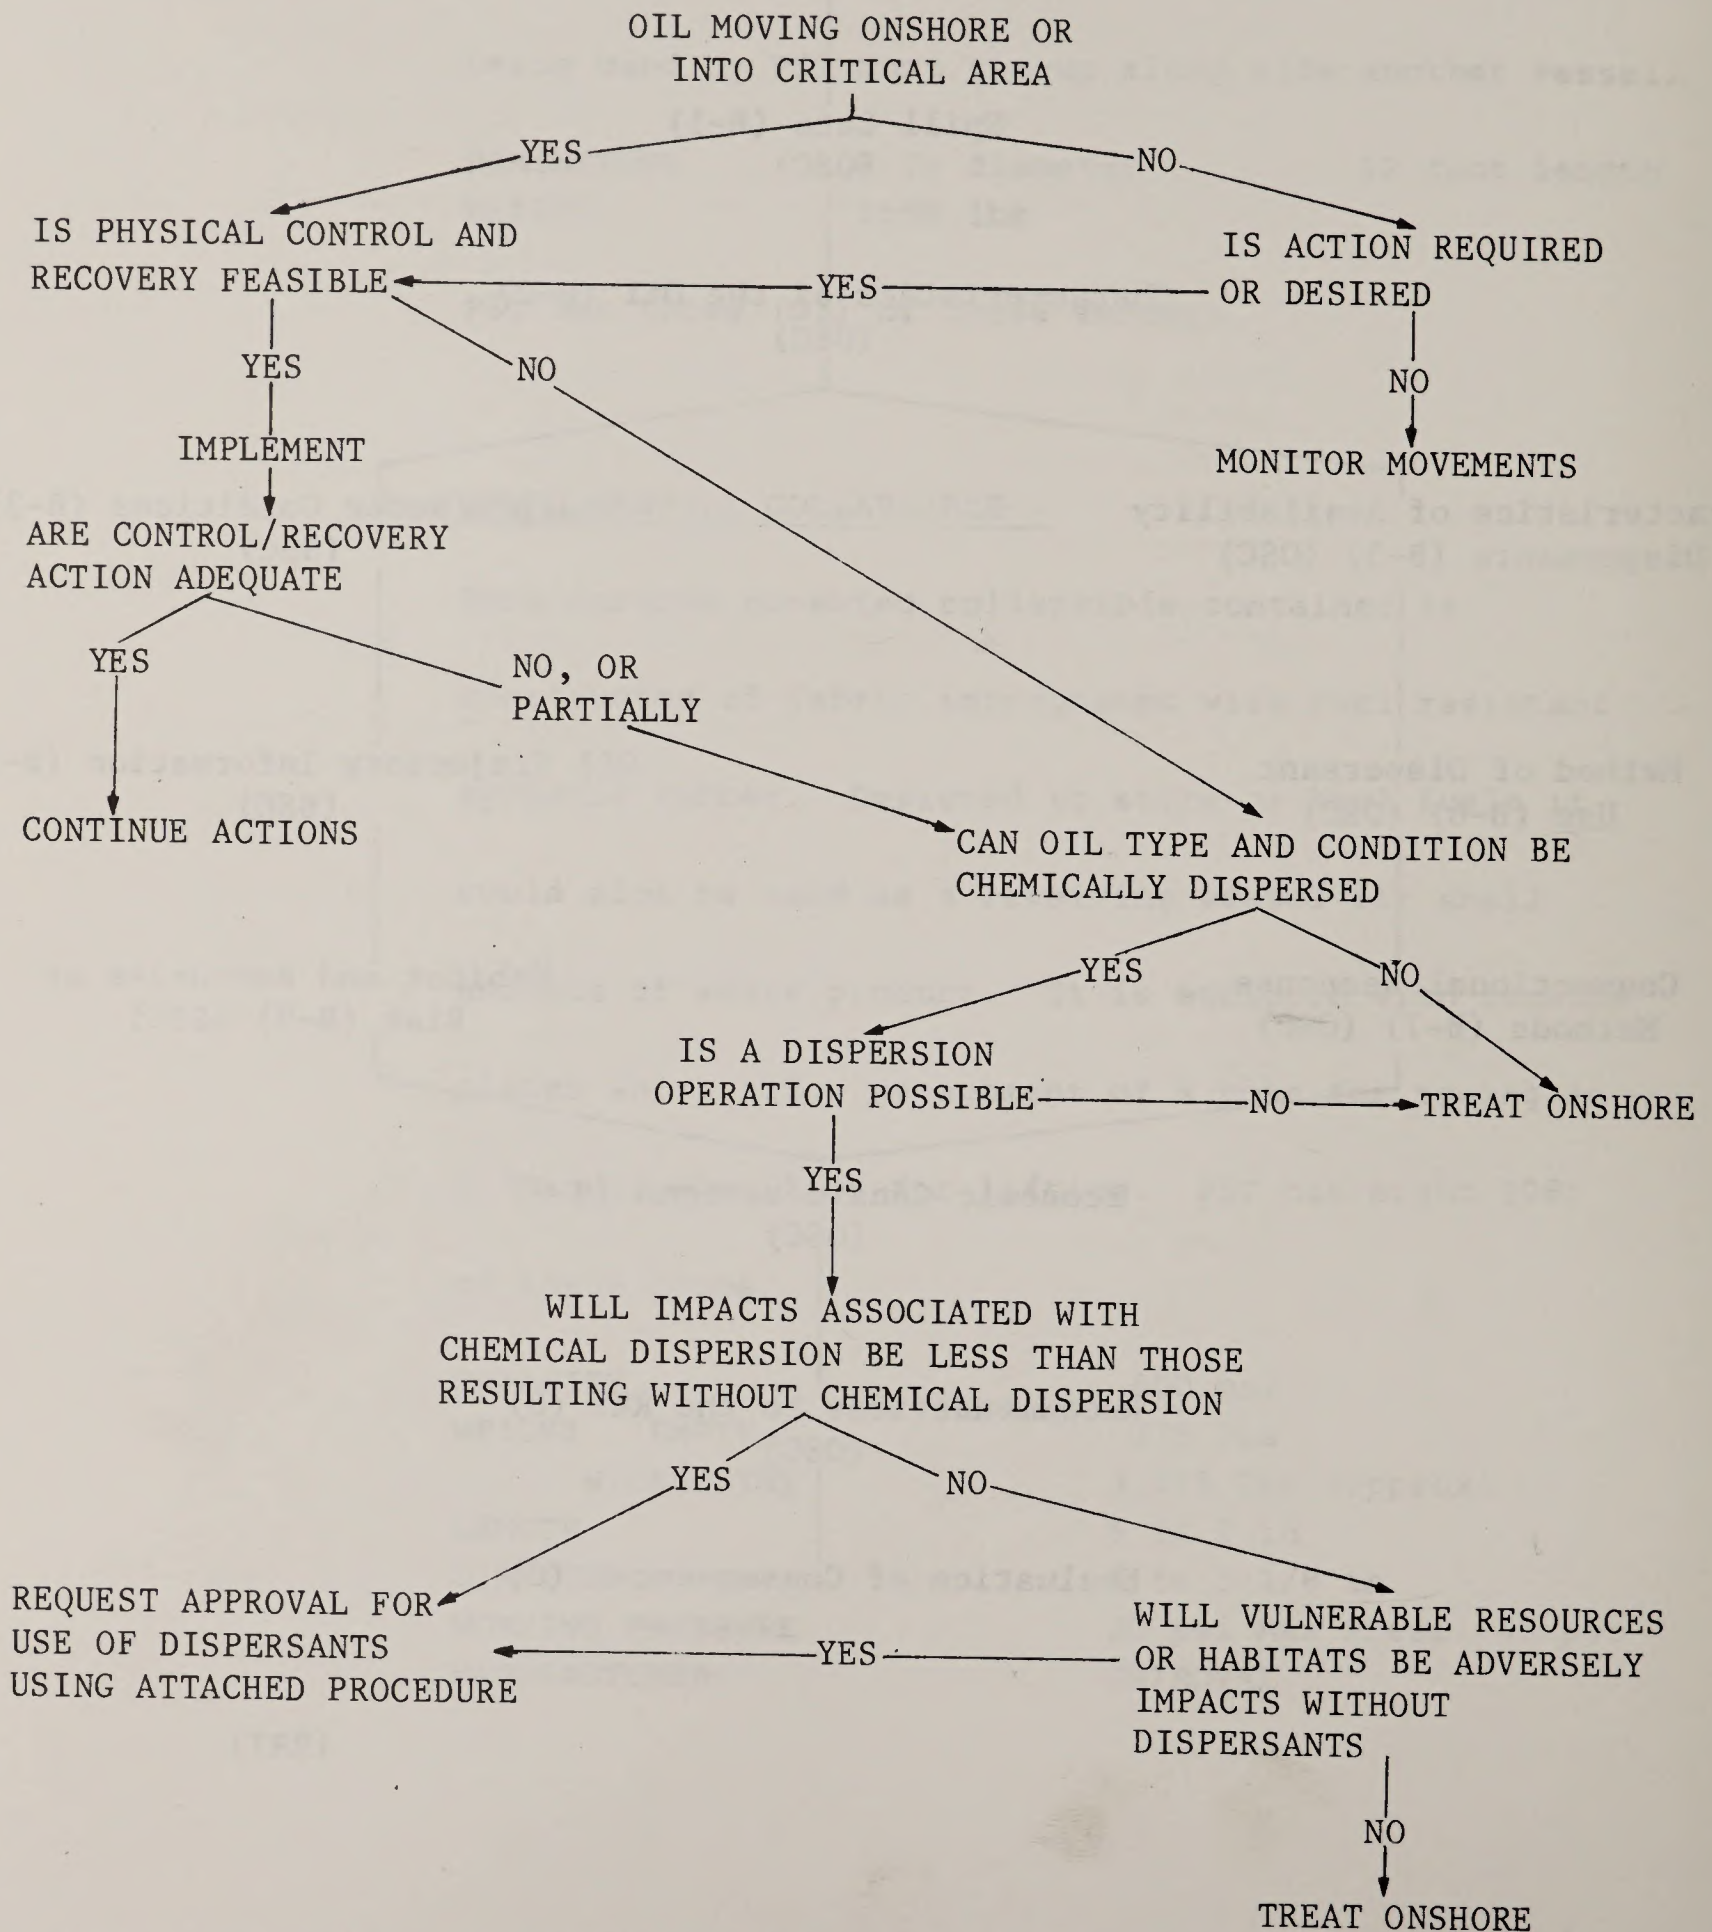 OIL MOVING ONSHORE OR
INTO CRITICAL AREA
YES
NO
IS PHYSICAL CONTROL AND
RECOVERY FEASIBLE
YES
IS ACTION REQUIRED
OR DESIRED
YES
NO
NO
IMPLEMENT
MONITOR MOVEMENTS
ARE CONTROL/RECOVERY
ACTION ADEQUATE
YES
NO, OR
PARTIALLY
CONTINUE ACTIONS
CAN OIL TYPE AND CONDITION BE
CHEMICALLY DISPERSED
YES
NO
IS A DISPERSION
OPERATION POSSIBLE
NO
TREAT ONSHORE
YES
WILL IMPACTS ASSOCIATED WITH
CHEMICAL DISPERSION BE LESS THAN THOSE
RESULTING WITHOUT CHEMICAL DISPERSION
YES
NO
REQUEST APPROVAL FOR
USE OF DISPERSANTS
USING ATTACHED PROCEDURE
YES
WILL VULNERABLE RESOURCES
OR HABITATS BE ADVERSELY
IMPACTS WITHOUT
DISPERSANTS
NO
TREAT ONSHORE